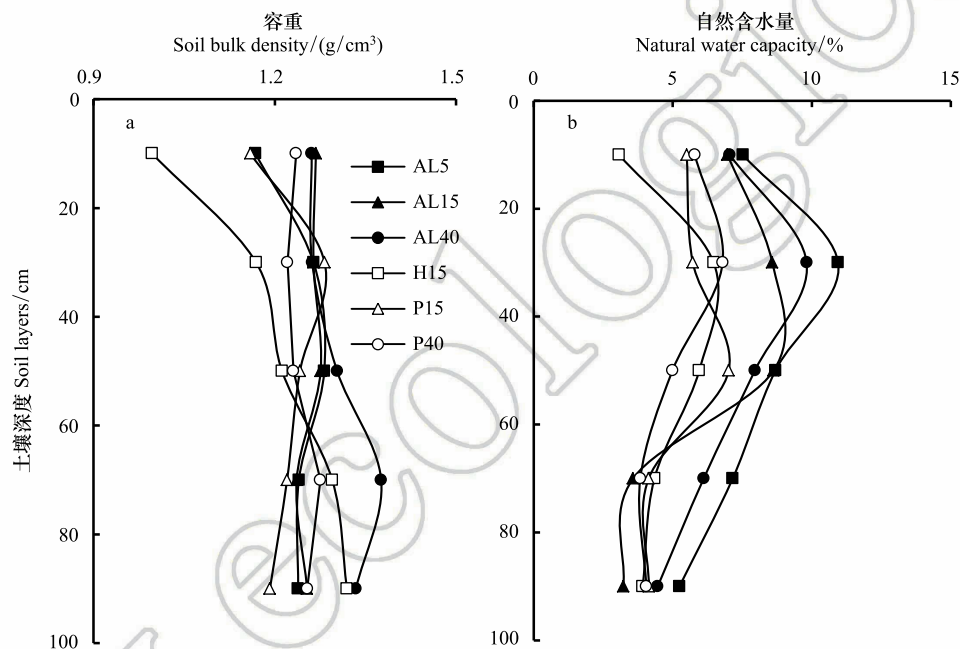 容重
Soil bulk density/(g/cm³)
0.9 1.2 1.5
0
20
40
60
80
100
土壤深度 Soil layers/cm
a
AL5
AL15
AL40
H15
P15
P40
自然含水量
Natural water capacity/%
0 5 10 15
0
20
40
60
80
100
b
ecologic